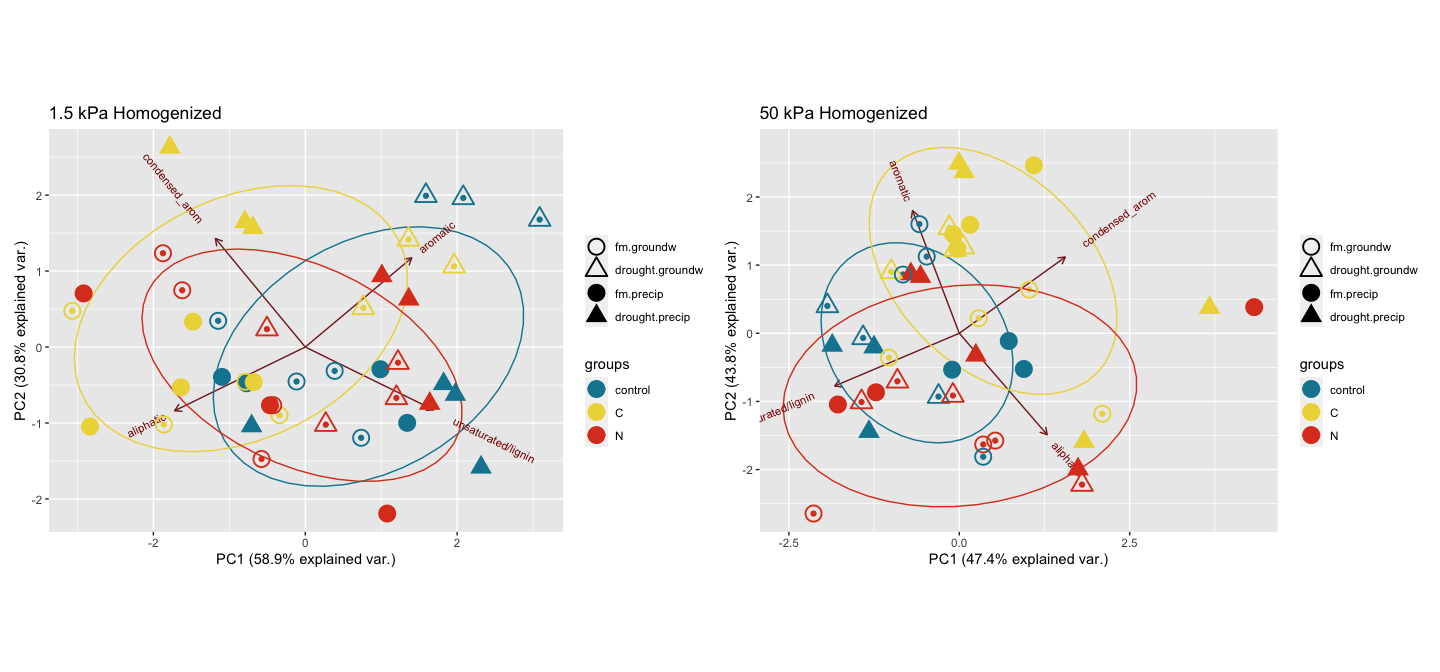 1.5 kPa Homogenized
condensed_arom
aromatic
aliphatic
unsaturated/lignin
2
1
0
-1
-2
-2
0
2
PC1 (58.9% explained var.)
PC2 (30.8% explained var.)
fm.groundw
drought.groundw
fm.precip
drought.precip
groups
control
C
N
50 kPa Homogenized
aromatic
condensed_arom
urated/lignin
alipha
2
1
0
-1
-2
-2.5
0.0
2.5
PC1 (47.4% explained var.)
PC2 (43.8% explained var.)
fm.groundw
drought.groundw
fm.precip
drought.precip
groups
control
C
N